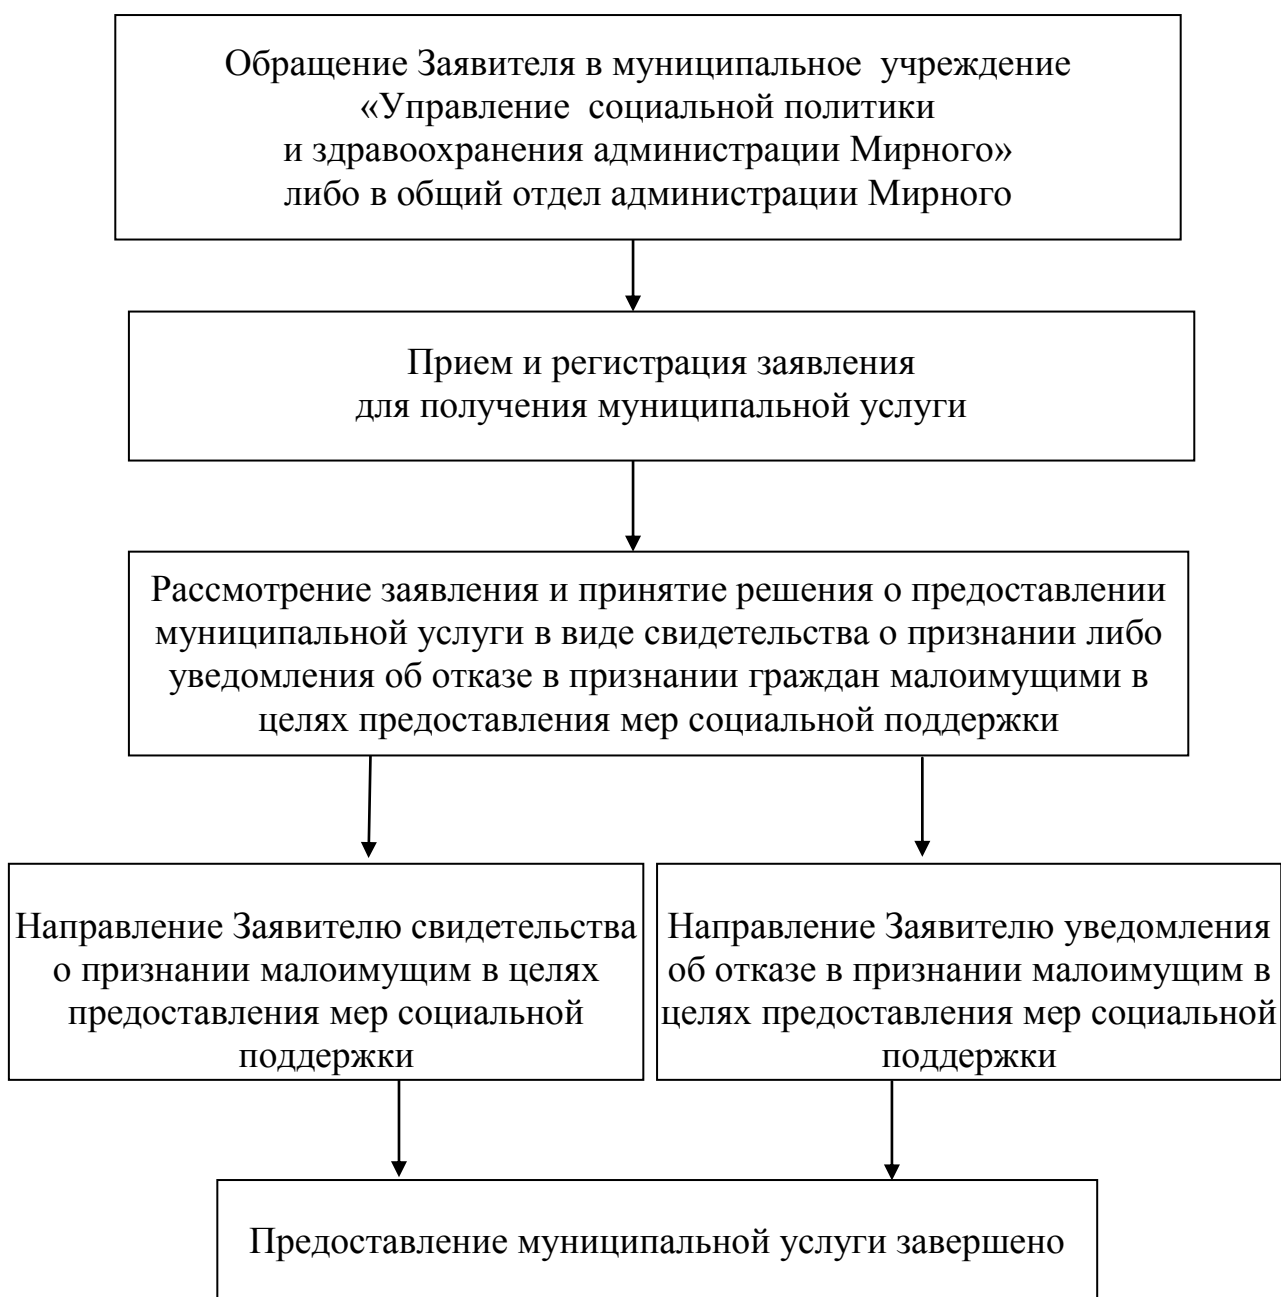 Обращение Заявителя в муниципальное учреждение
«Управление социальной политики
и здравоохранения администрации Мирного»
либо в общий отдел администрации Мирного
Прием и регистрация заявления
для получения муниципальной услуги
Рассмотрение заявления и принятие решения о предоставлении
муниципальной услуги в виде свидетельства о признании либо
уведомления об отказе в признании граждан малоимущими в
целях предоставления мер социальной поддержки
Направление Заявителю свидетельства
о признании малоимущим в целях
предоставления мер социальной
поддержки
Направление Заявителю уведомления
об отказе в признании малоимущим в
целях предоставления мер социальной
поддержки
Предоставление муниципальной услуги завершено